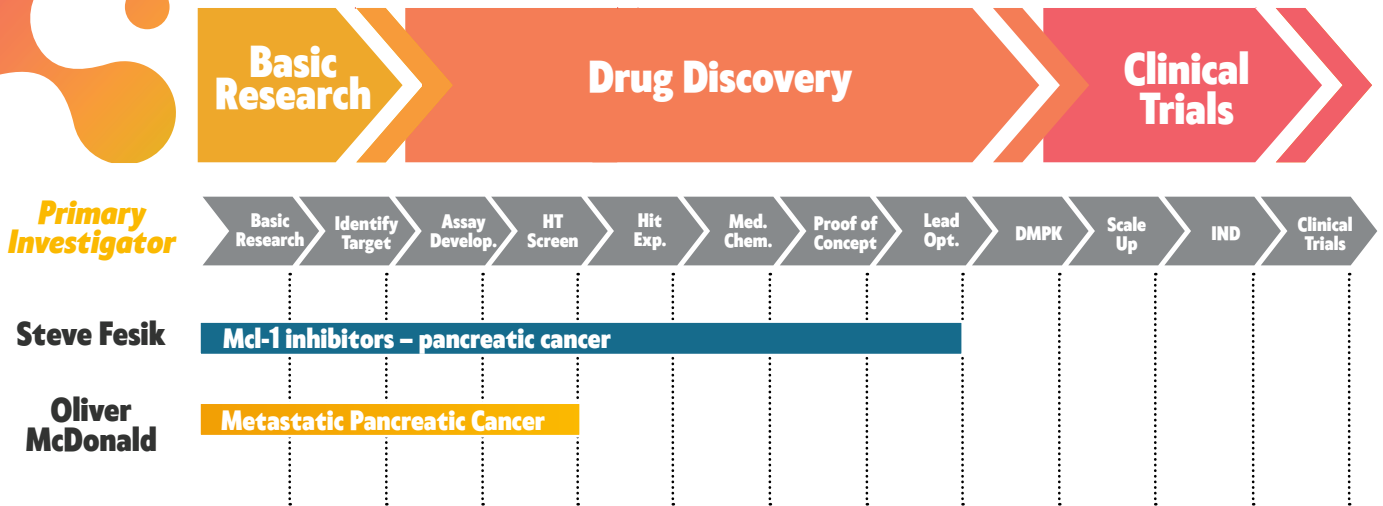 Basic
Research
Drug Discovery
Clinical
Trials
Primary
Investigator
Basic
Research
Identify
Target
Assay
Develop.
HT
Screen
Hit
Exp.
Med.
Chem.
Proof of
Concept
Lead
Opt.
DMPK
Scale
Up
IND
Clinical
Trials
Steve Fesik
Mcl-1 inhibitors – pancreatic cancer
Oliver
McDonald
Metastatic Pancreatic Cancer